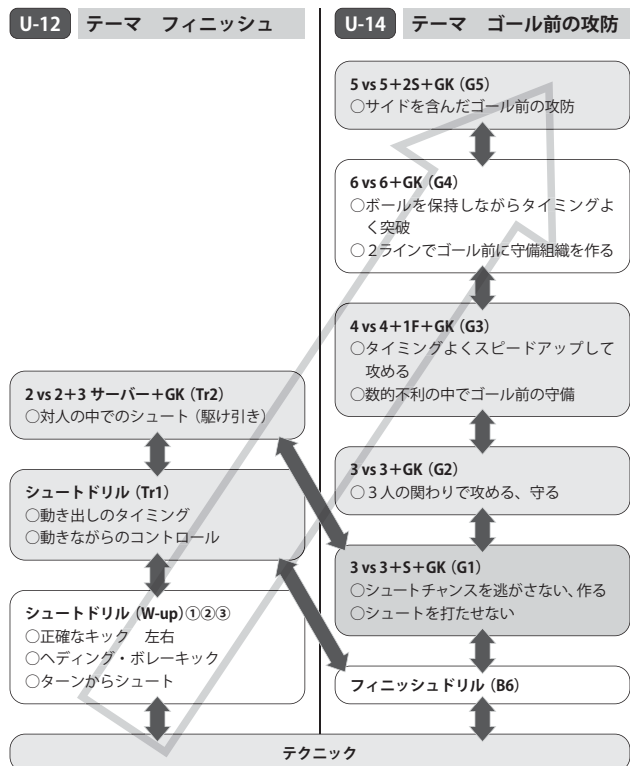 U-12 テーマ フィニッシュ
2 vs 2+3 サーバー+GK (Tr2)
○対人の中でのシュート（駆け引き）
シュートドリル (Tr1)
○動き出しのタイミング
○動きながらのコントロール
シュートドリル (W-up)①②③
○正確なキック 左右
○ヘディング・ボレーキック
○ターンからシュート
U-14 テーマ ゴール前の攻防
5 vs 5+2S+GK (G5)
○サイドを含んだゴール前の攻防
6 vs 6+GK (G4)
○ボールを保持しながらタイミングよ
く突破
○２ラインでゴール前に守備組織を作る
4 vs 4+1F+GK (G3)
○タイミングよくスピードアップして
攻める
○数的不利の中でゴール前の守備
3 vs 3+GK (G2)
○３人の関わりで攻める、守る
3 vs 3+S+GK (G1)
○シュートチャンスを逃がさない、作る
○シュートを打たせない
フィニッシュドリル (B6)
テクニック